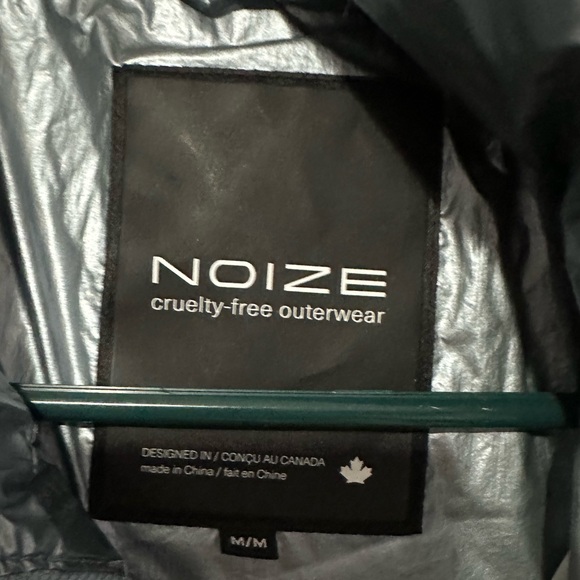 NOIZE
cruelty-free outerwear
DESIGNED IN / CONÇU AU CANADA
made in China / fait en Chine
M/M